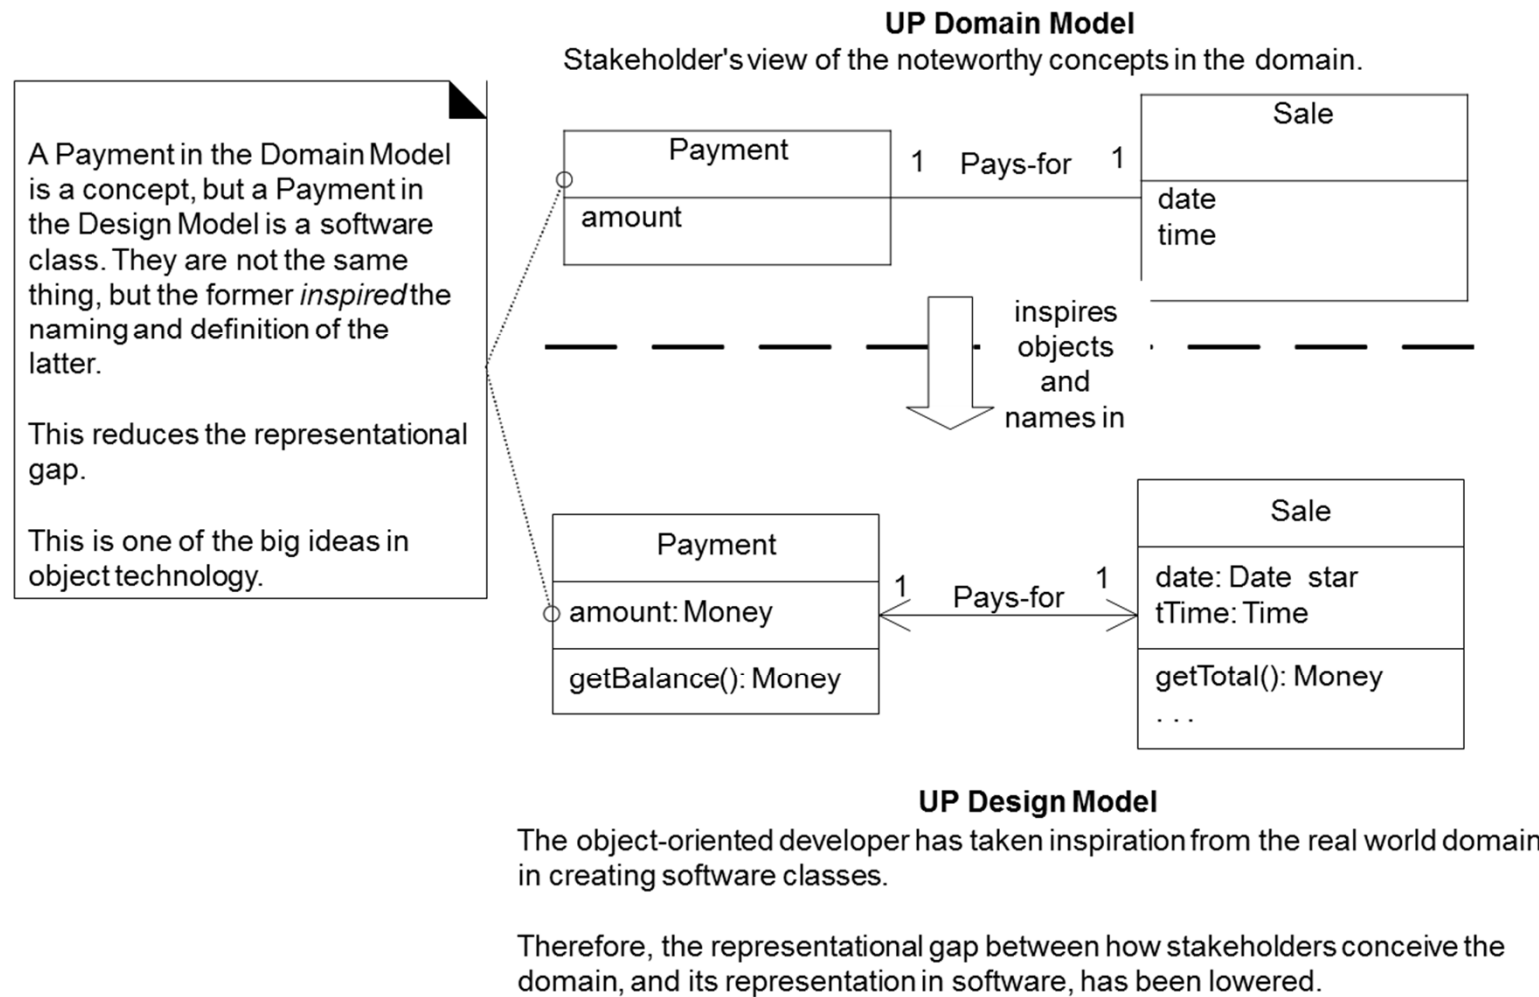 UP Domain Model
Stakeholder's view of the noteworthy concepts in the domain.
A Payment in the Domain Model
is a concept, but a Payment in
the Design Model is a software
class. They are not the same
thing, but the former inspired the
naming and definition of the
latter.
This reduces the representational
gap.
This is one of the big ideas in
object technology.
Payment
amount
1 Pays-for 1
Sale
date
time
inspires
objects
and
names in
Payment
amount: Money
getBalance(): Money
1 Pays-for 1
Sale
date: Date star
tTime: Time
getTotal(): Money
. . .
UP Design Model
The object-oriented developer has taken inspiration from the real world domain
in creating software classes.
Therefore, the representational gap between how stakeholders conceive the
domain, and its representation in software, has been lowered.